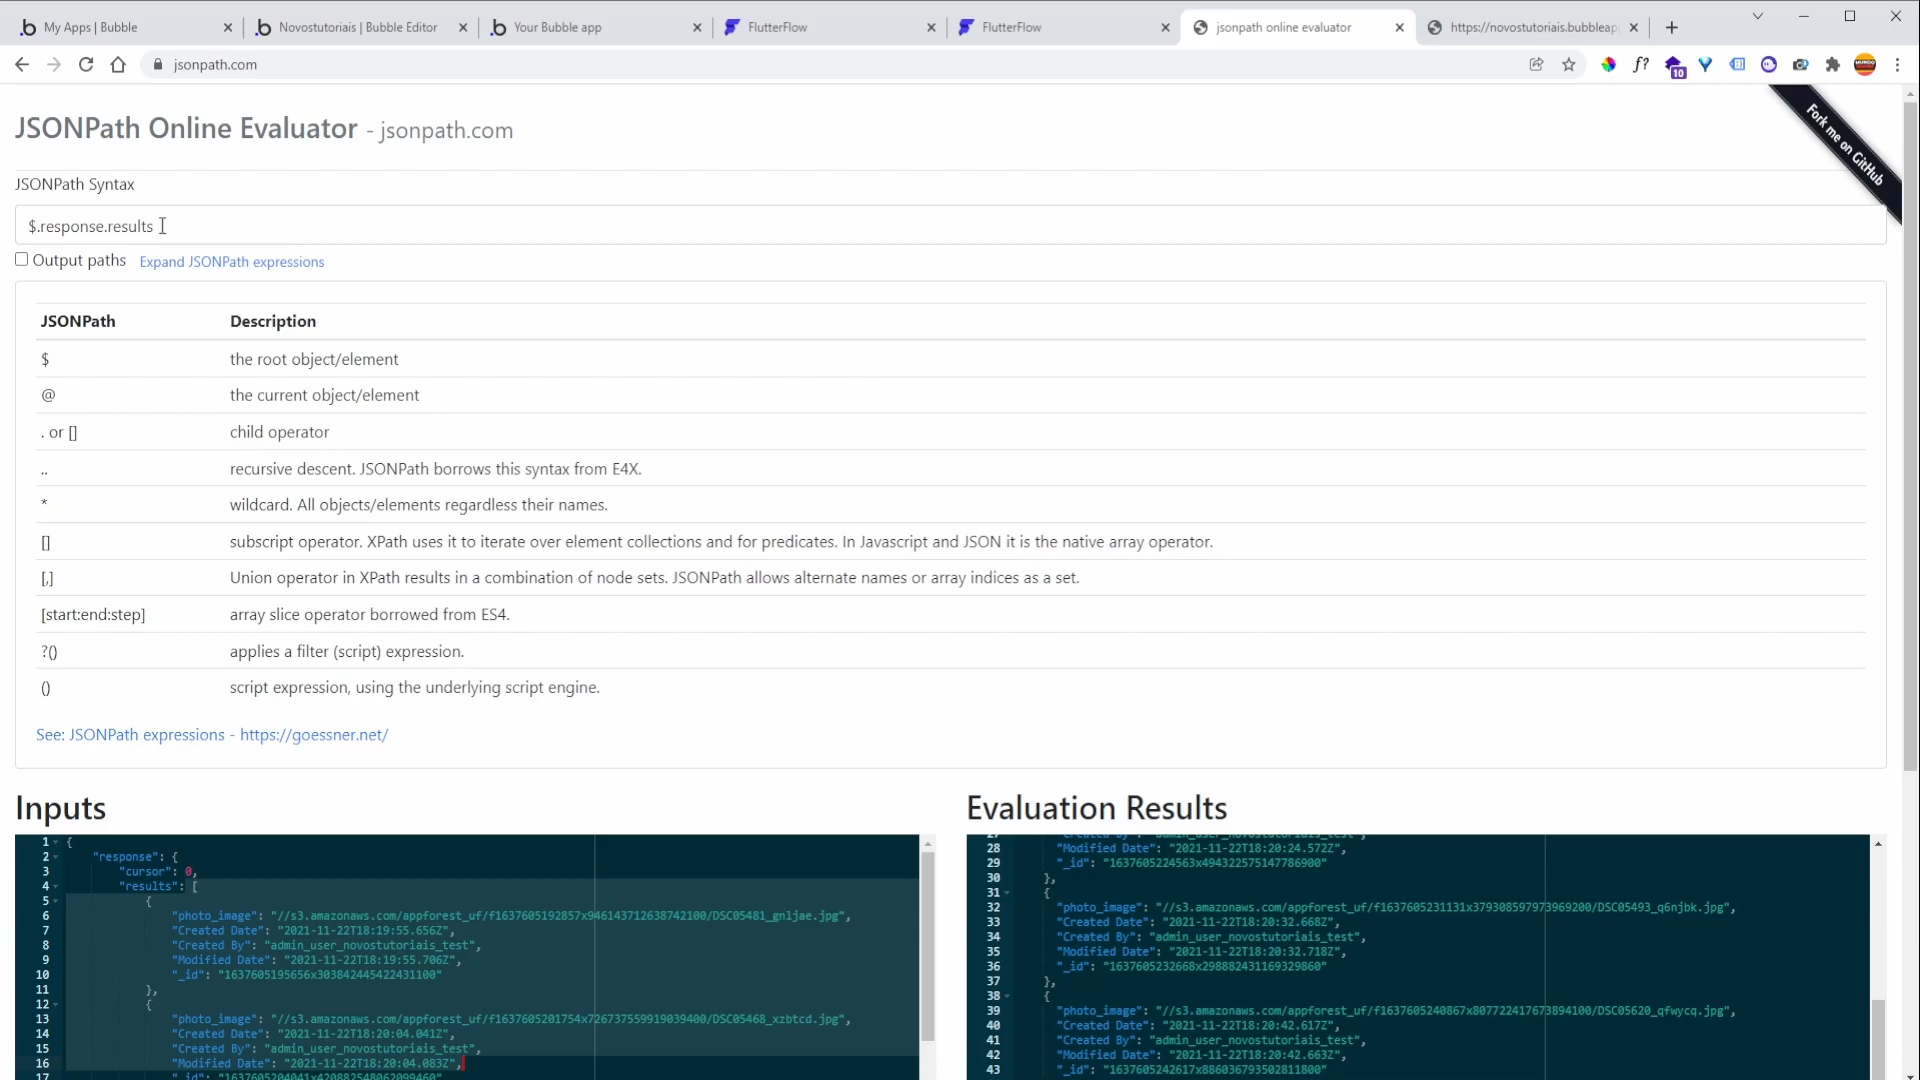 My Apps | Bubble
Novostutoriais | Bubble Editor
Your Bubble app
FlutterFlow
FlutterFlow
jsonpath online evaluator
https://novostutoriais.bubbleap
jsonpath.com
f?
10
Fork me on GitHub
JSONPath Online Evaluator - jsonpath.com
JSONPath Syntax
$.response.results
Output paths Expand JSONPath expressions
JSONPath Description
$ the root object/element
@ the current object/element
. or [] child operator
.. recursive descent. JSONPath borrows this syntax from E4X.
* wildcard. All objects/elements regardless their names.
[] subscript operator. XPath uses it to iterate over element collections and for predicates. In Javascript and JSON it is the native array operator.
[,] Union operator in XPath results in a combination of node sets. JSONPath allows alternate names or array indices as a set.
[start:end:step] array slice operator borrowed from ES4.
?() applies a filter (script) expression.
() script expression, using the underlying script engine.
See: JSONPath expressions - https://goessner.net/
Inputs
1 {
2 "response": {
3 "cursor": 0,
4 "results": [
5 {
6 "photo_image": "//s3.amazonaws.com/appforest_uf/f1637605192857x946143712638742100/DSC05481_gnljae.jpg",
7 "Created Date": "2021-11-22T18:19:55.656Z",
8 "Created By": "admin_user_novostutoriais_test",
9 "Modified Date": "2021-11-22T18:19:55.706Z",
10 "_id": "1637605195656x303842445422431100"
11 },
12 {
13 "photo_image": "//s3.amazonaws.com/appforest_uf/f1637605201754x726737559919039400/DSC05468_xzbtcd.jpg",
14 "Created Date": "2021-11-22T18:20:04.041Z",
15 "Created By": "admin_user_novostutoriais_test",
16 "Modified Date": "2021-11-22T18:20:04.083Z",
17 "_id": "1637605204041x420882548062099460"
Evaluation Results
27 "Created By": "admin_user_novostutoriais_test",
28 "Modified Date": "2021-11-22T18:20:24.572Z",
29 "_id": "1637605224563x494322575147786900"
30 },
31 {
32 "photo_image": "//s3.amazonaws.com/appforest_uf/f1637605231131x379308597973969200/DSC05493_q6njbk.jpg",
33 "Created Date": "2021-11-22T18:20:32.668Z",
34 "Created By": "admin_user_novostutoriais_test",
35 "Modified Date": "2021-11-22T18:20:32.718Z",
36 "_id": "1637605232668x298882431169329860"
37 },
38 {
39 "photo_image": "//s3.amazonaws.com/appforest_uf/f1637605240867x807722417673894100/DSC05620_qfwycq.jpg",
40 "Created Date": "2021-11-22T18:20:42.617Z",
41 "Created By": "admin_user_novostutoriais_test",
42 "Modified Date": "2021-11-22T18:20:42.663Z",
43 "_id": "1637605242617x886036793502811800"